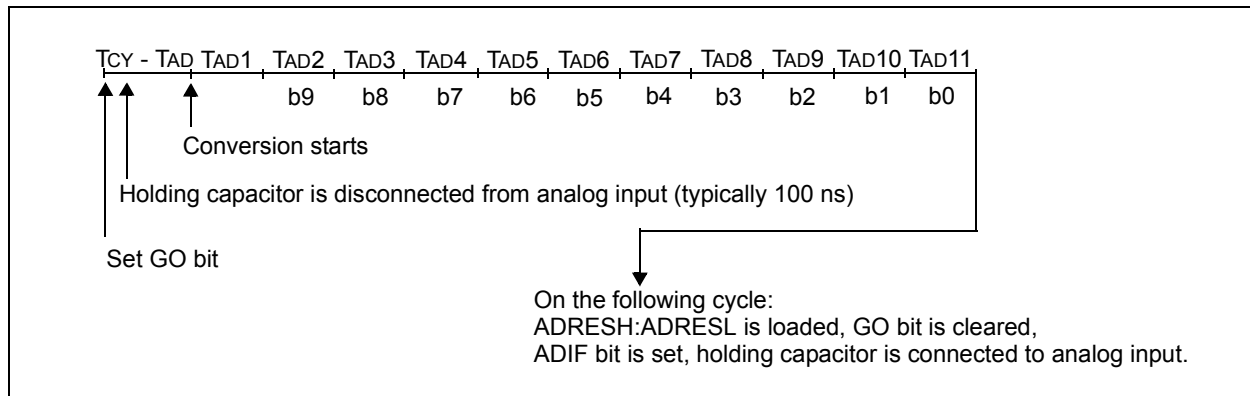 TCY - TAD TAD1 TAD2 TAD3 TAD4 TAD5 TAD6 TAD7 TAD8 TAD9 TAD10 TAD11
b9 b8 b7 b6 b5 b4 b3 b2 b1 b0
Conversion starts
Holding capacitor is disconnected from analog input (typically 100 ns)
Set GO bit
On the following cycle:
ADRESH:ADRESL is loaded, GO bit is cleared,
ADIF bit is set, holding capacitor is connected to analog input.